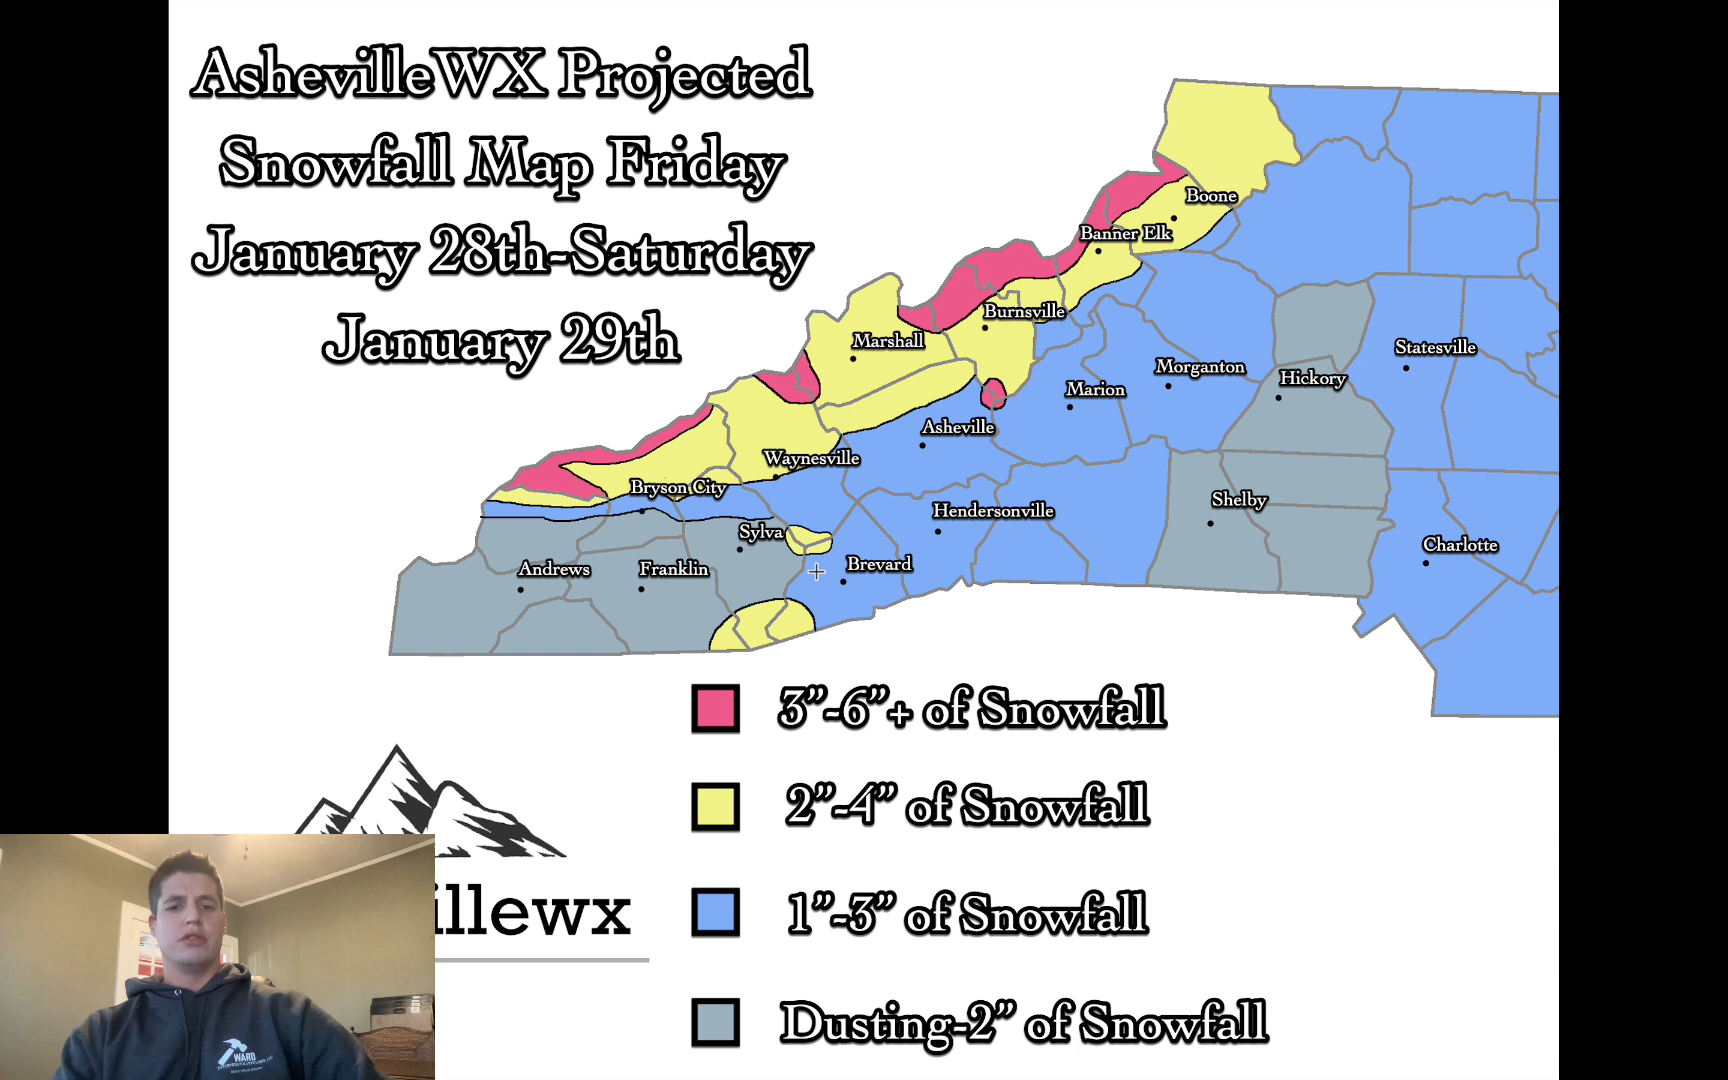 AshevilleWX Projected
Snowfall Map Friday
January 28th-Saturday
January 29th
Boone
Banner Elk
Burnsville
Marshall
Statesville
Morganton
Hickory
Marion
Asheville
Waynesville
Bryson City
Shelby
Hendersonville
Sylva
Charlotte
Brevard
Andrews
Franklin
3”-6”+ of Snowfall
2”-4” of Snowfall
1”-3” of Snowfall
Dusting-2” of Snowfall
illewx
WARD